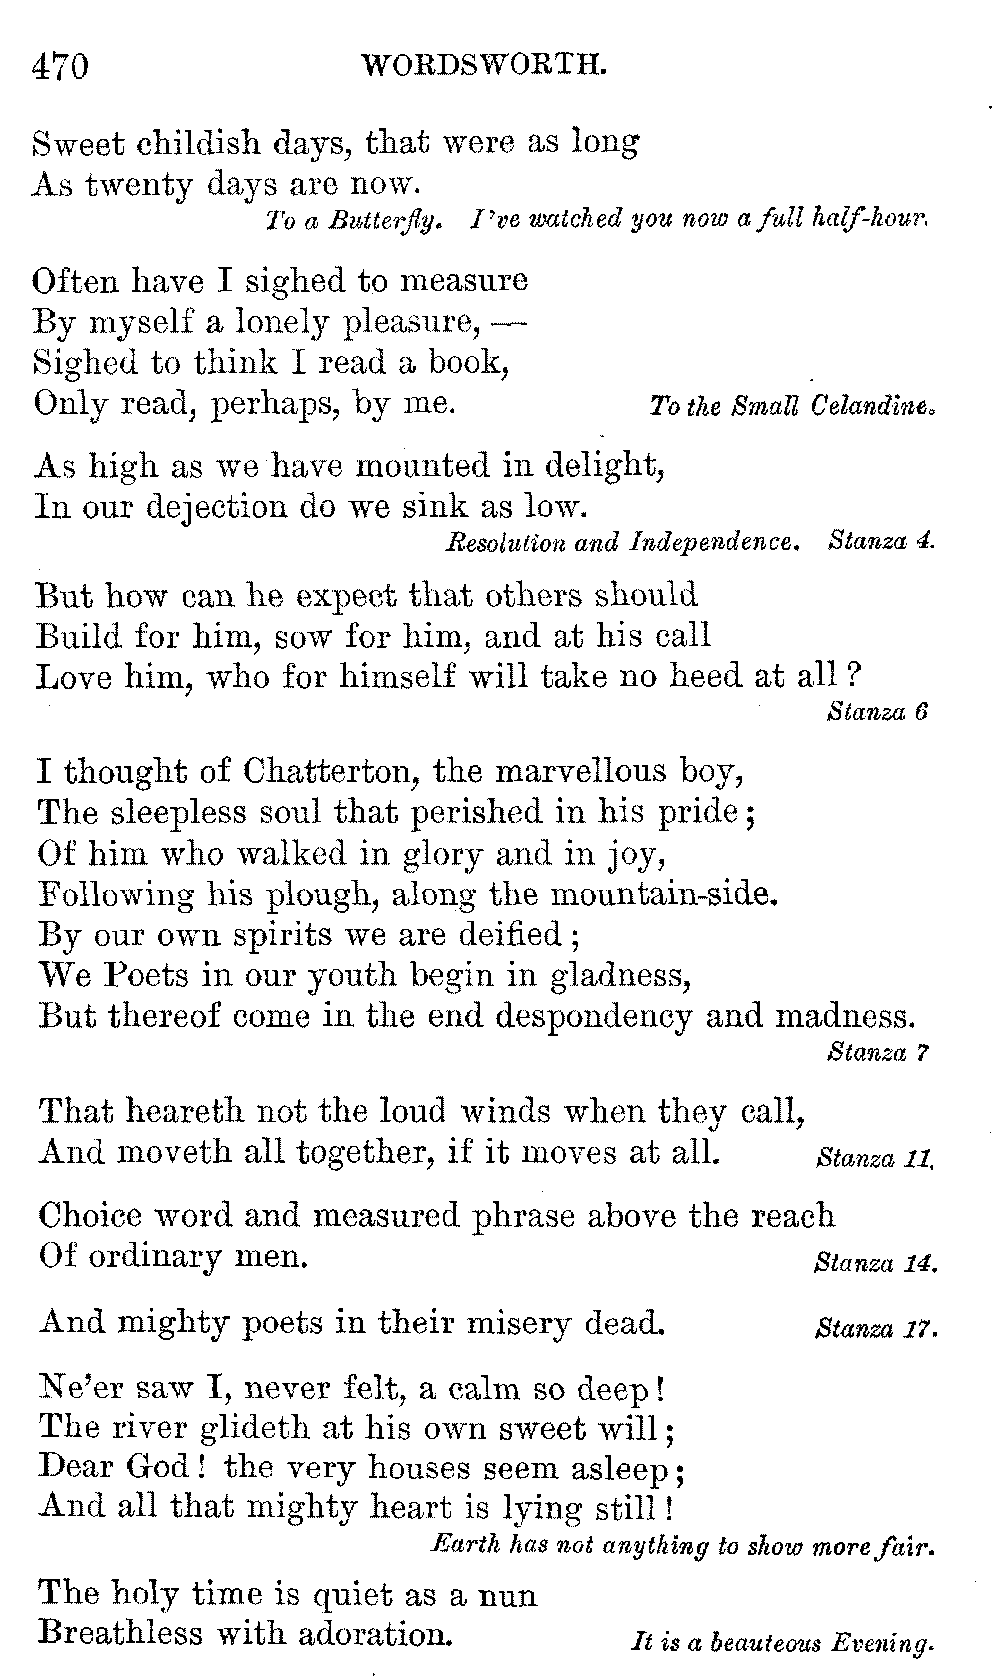 470 WORDSWORTH.
Sweet childish days, that were as long
As twenty days are now.
To a Butterfly. I've watched you now a full half-hour.
Often have I sighed to measure
By myself a lonely pleasure, —
Sighed to think I read a book,
Only read, perhaps, by me. To the Small Celandine.
As high as we have mounted in delight,
In our dejection do we sink as low.
Resolution and Independence. Stanza 4.
But how can he expect that others should
Build for him, sow for him, and at his call
Love him, who for himself will take no heed at all ?
Stanza 6
I thought of Chatterton, the marvellous boy,
The sleepless soul that perished in his pride ;
Of him who walked in glory and in joy,
Following his plough, along the mountain-side.
By our own spirits we are deified ;
We Poets in our youth begin in gladness,
But thereof come in the end despondency and madness.
Stanza 7
That heareth not the loud winds when they call,
And moveth all together, if it moves at all. Stanza 11.
Choice word and measured phrase above the reach
Of ordinary men. Stanza 14.
And mighty poets in their misery dead. Stanza 17.
Ne'er saw I, never felt, a calm so deep !
The river glideth at his own sweet will ;
Dear God ! the very houses seem asleep ;
And all that mighty heart is lying still !
Earth has not anything to show more fair.
The holy time is quiet as a nun
Breathless with adoration. It is a beauteous Evening.